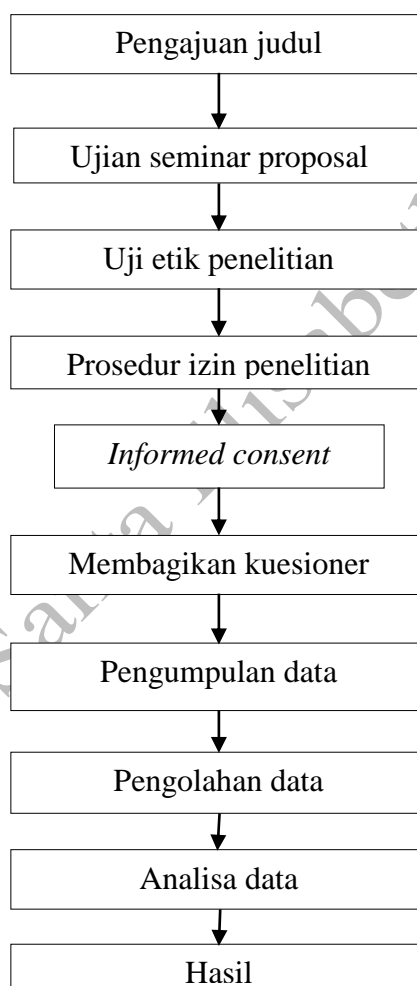 Pengajuan judul
Ujian seminar proposal
Uji etik penelitian
Prosedur izin penelitian
Informed consent
Membagikan kuesioner
Pengumpulan data
Pengolahan data
Analisa data
Hasil